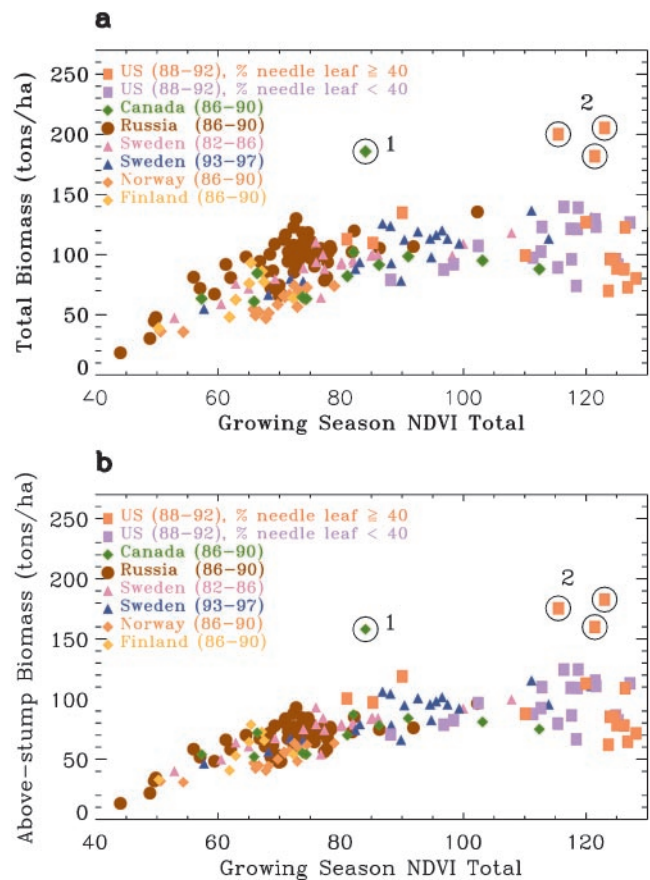 a
250
200
150
100
50
0
Total Biomass (tons/ha)
US (88−92), % needle leaf ≧ 40
US (88−92), % needle leaf < 40
Canada (86−90)
Russia (86−90)
Sweden (82−86)
Sweden (93−97)
Norway (86−90)
Finland (86−90)
1
2
40 60 80 100 120
Growing Season NDVI Total
b
250
200
150
100
50
0
Above−stump Biomass (tons/ha)
US (88−92), % needle leaf ≧ 40
US (88−92), % needle leaf < 40
Canada (86−90)
Russia (86−90)
Sweden (82−86)
Sweden (93−97)
Norway (86−90)
Finland (86−90)
1
2
40 60 80 100 120
Growing Season NDVI Total